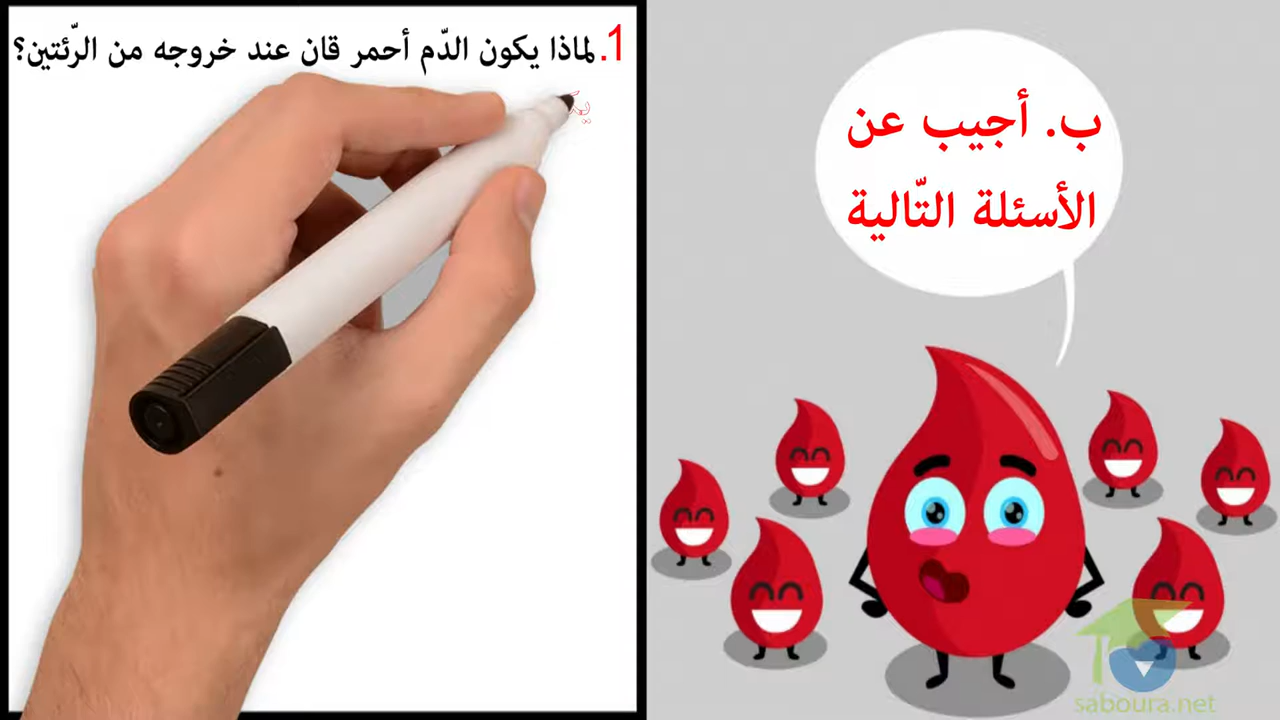 1. لماذا يكون الدّم أحمر قان عند خروجه من الرّئتين؟
ب. أجيب عن
الأسئلة التّالية
saboura.net